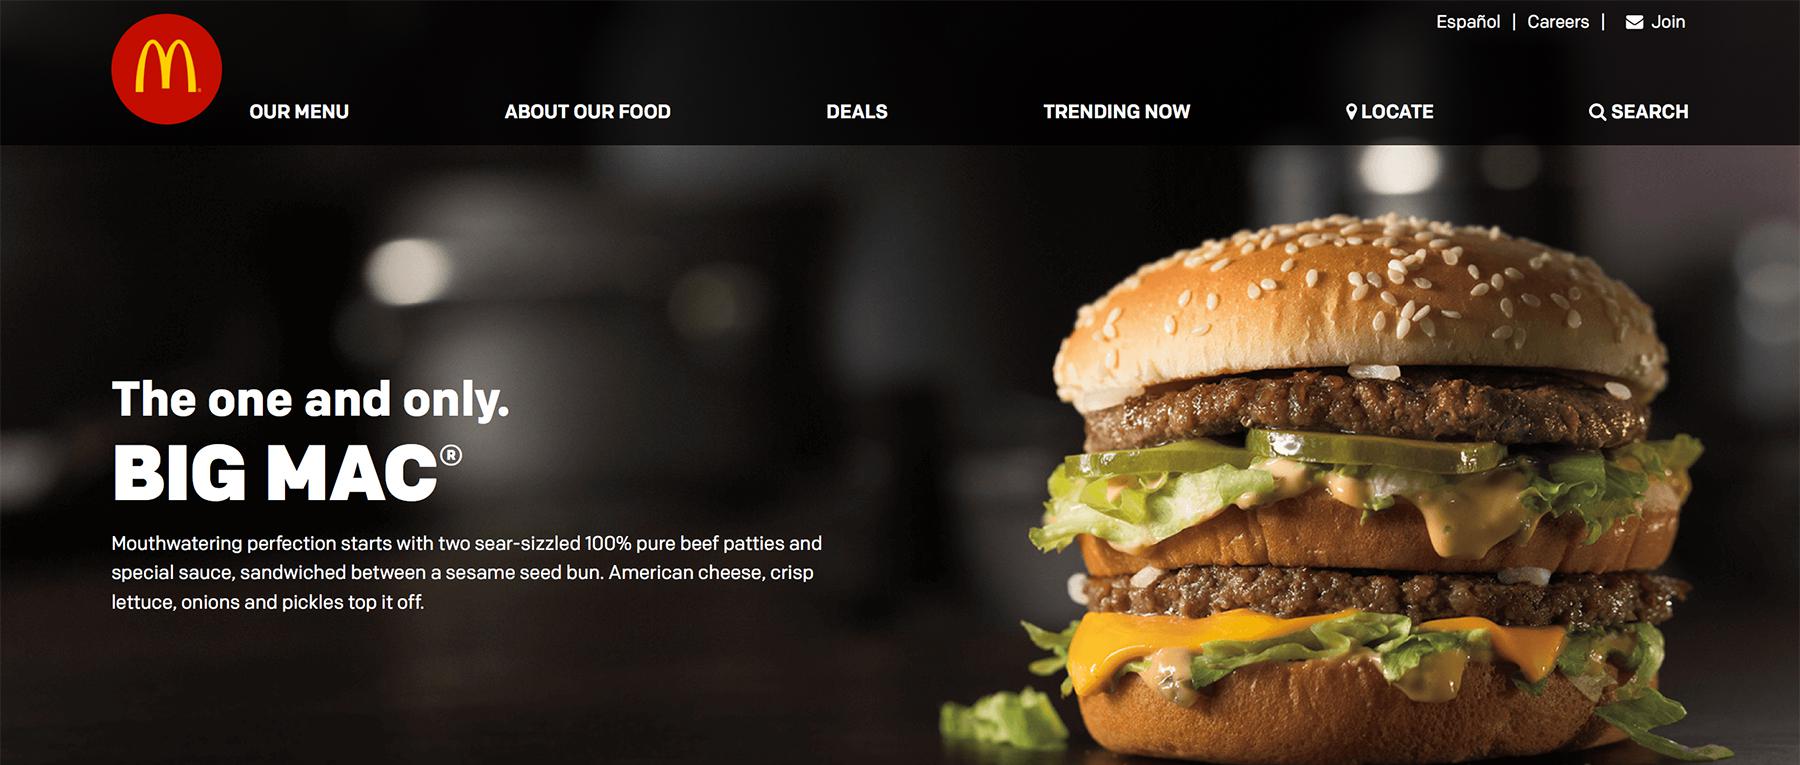 Español | Careers | Join
OUR MENU ABOUT OUR FOOD DEALS TRENDING NOW LOCATE SEARCH
The one and only.
BIG MAC®
Mouthwatering perfection starts with two sear-sizzled 100% pure beef patties and
special sauce, sandwiched between a sesame seed bun. American cheese, crisp
lettuce, onions and pickles top it off.